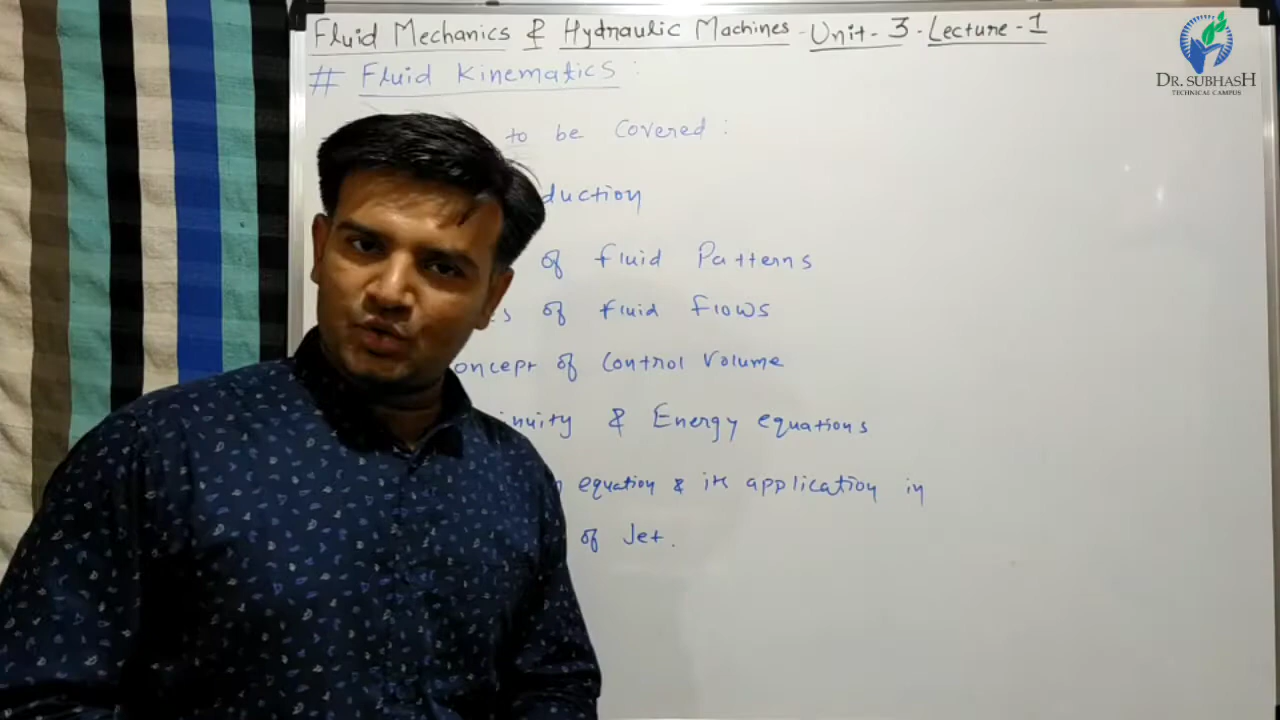 Fluid Mechanics & Hydraulic Machines - Unit - 3 - Lecture - 1
# Fluid Kinematics :
DR. SUBHASH
TECHNICAL CAMPUS
to be Covered :
duction
of fluid Patterns
s of fluid flows
oncept of Control Volume
inuity & Energy equations
equation & its application in
of Jet.